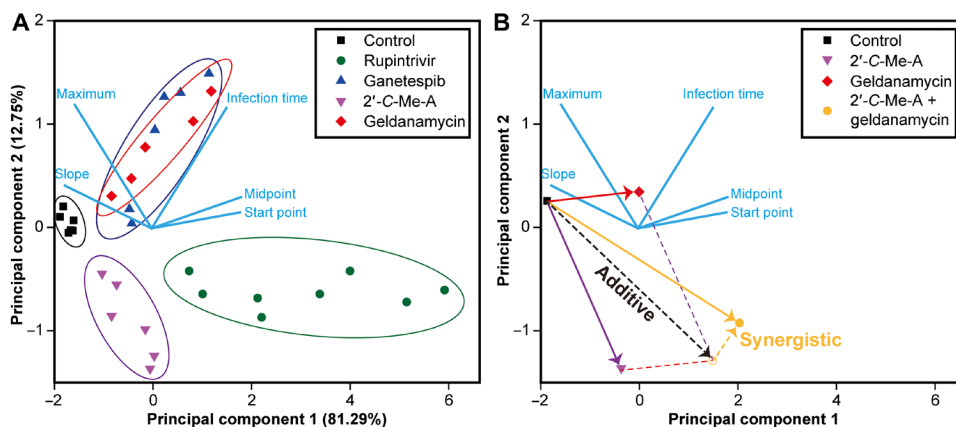 A
Principal component 2 (12.75%)
2
1
0
−1
−2
0
2
4
6
Principal component 1 (81.29%)
Control
Rupintrivir
Ganetespib
2′-C-Me-A
Geldanamycin
Maximum
Infection time
Slope
Midpoint
Start point
B
Principal component 2
2
1
0
−1
−2
0
2
4
6
Principal component 1
Control
2′-C-Me-A
Geldanamycin
2′-C-Me-A +
geldanamycin
Maximum
Infection time
Slope
Midpoint
Start point
Additive
Synergistic